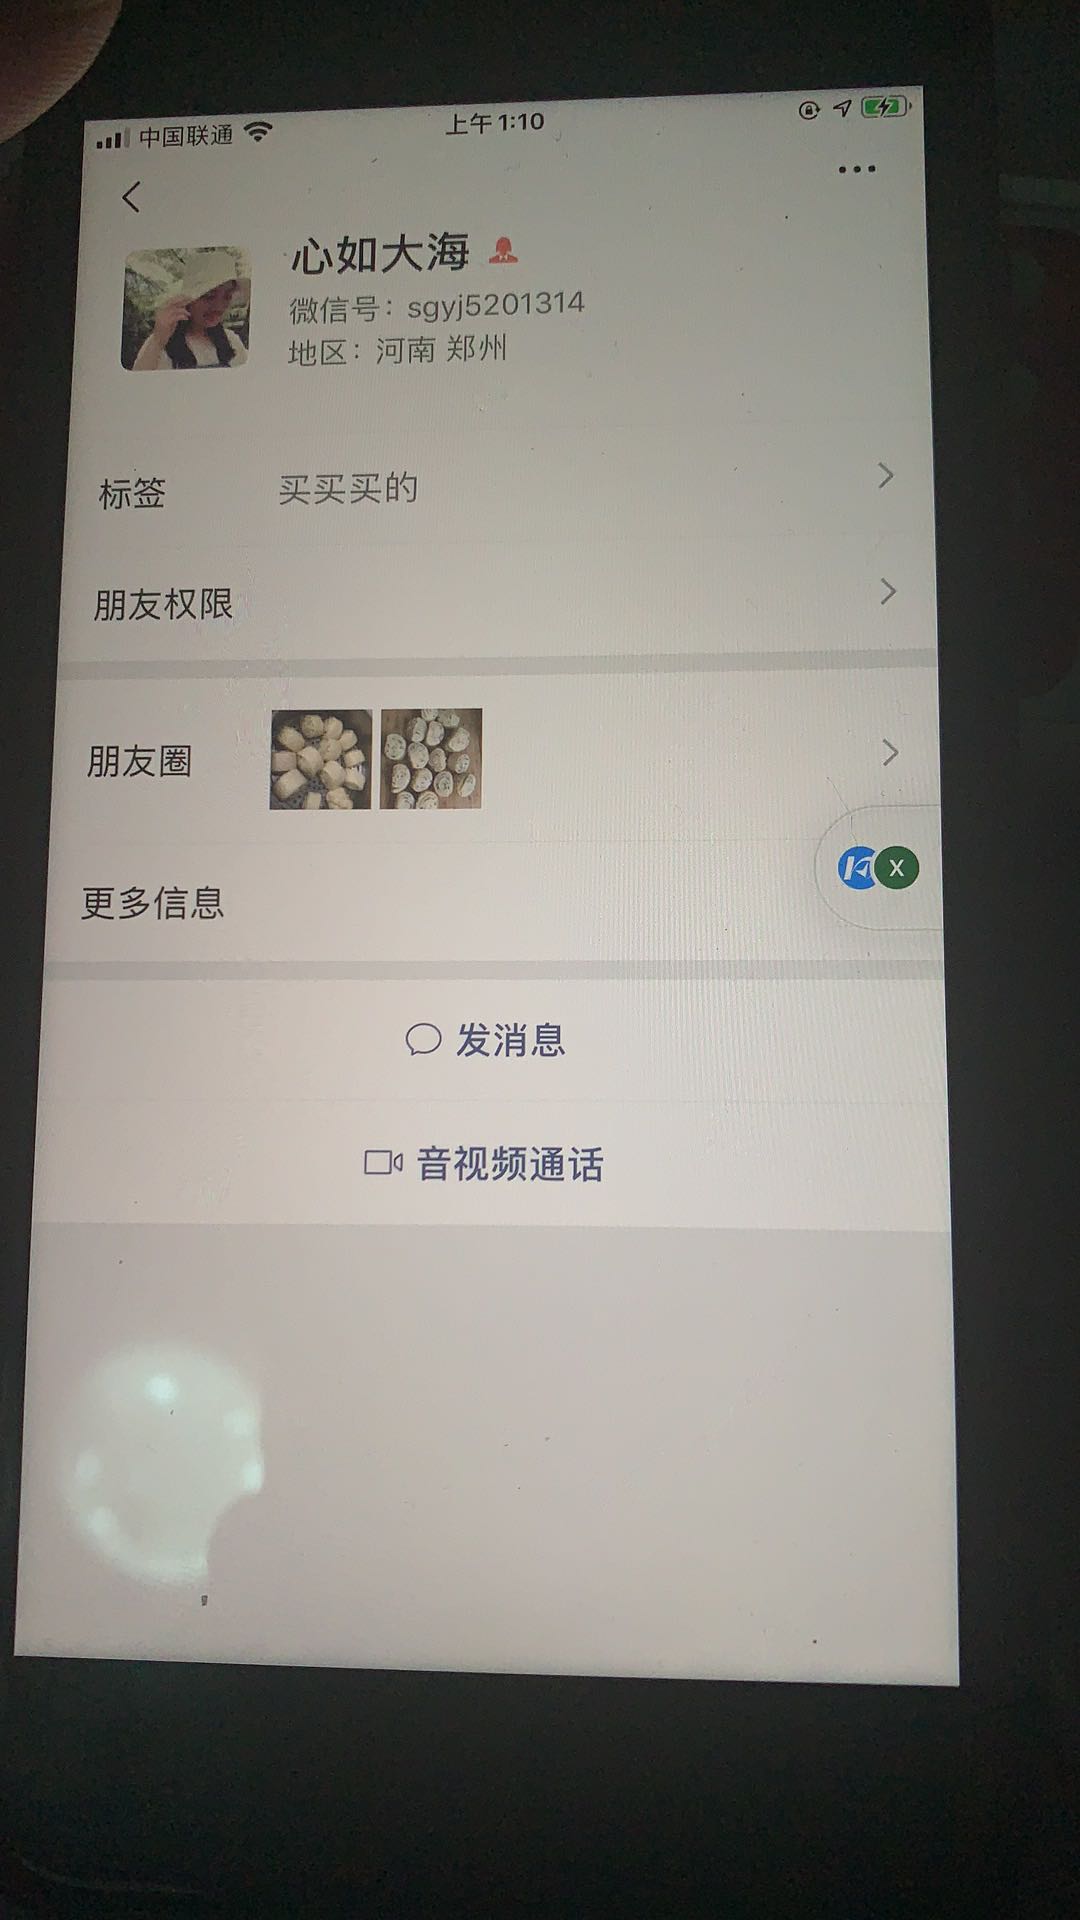 中国联通
上午1:10
心如大海
微信号：sgyj5201314
地区：河南 郑州
标签
买买买的
朋友权限
朋友圈
X
更多信息
发消息
音视频通话